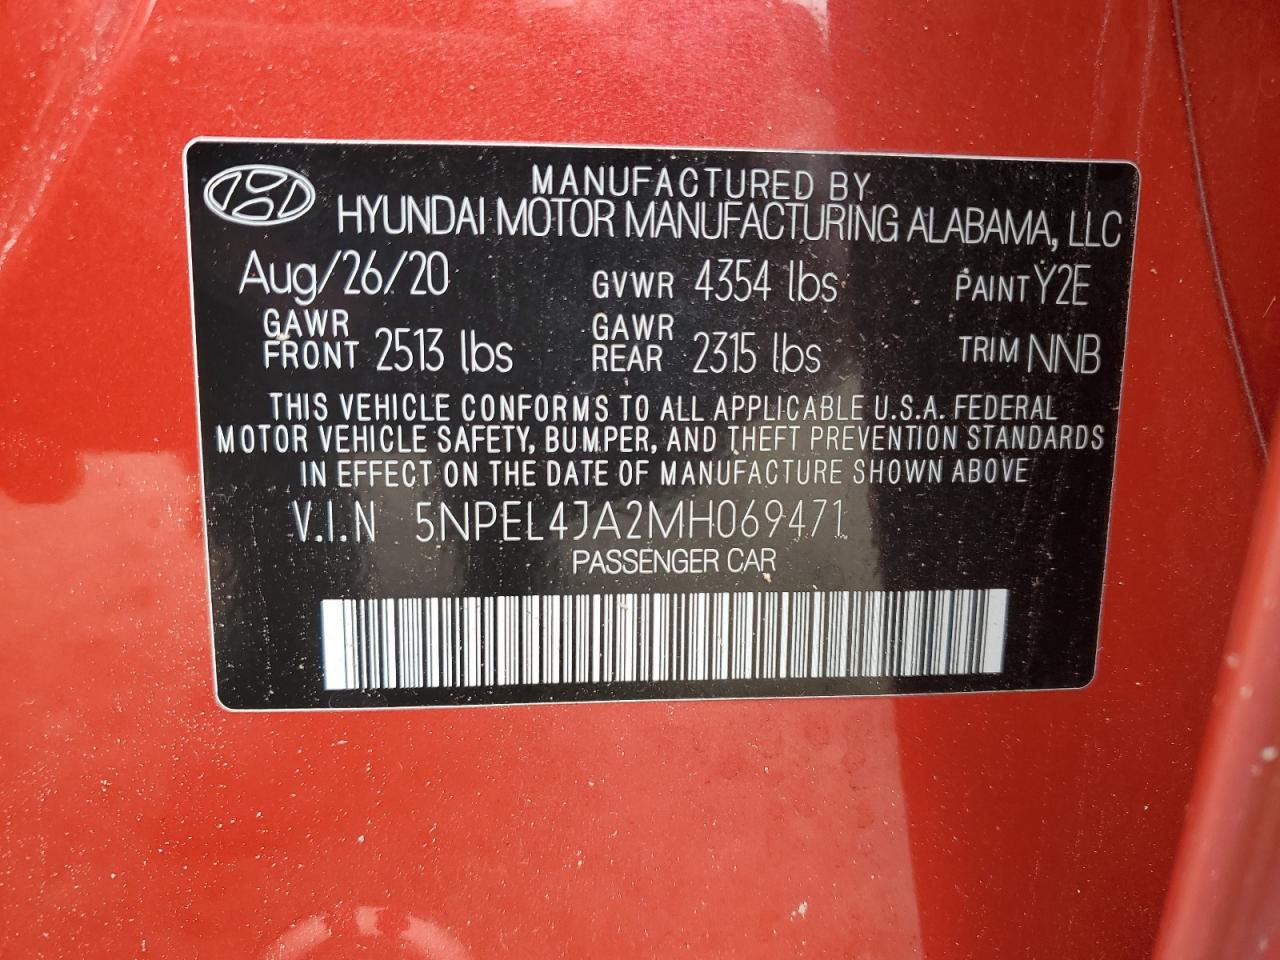 MANUFACTURED BY
HYUNDAI MOTOR MANUFACTURING ALABAMA, LLC
Aug/26/20 GVWR 4354 lbs PAINT Y2E
GAWR FRONT 2513 lbs GAWR REAR 2315 lbs TRIM NNB
THIS VEHICLE CONFORMS TO ALL APPLICABLE U.S.A. FEDERAL
MOTOR VEHICLE SAFETY, BUMPER, AND THEFT PREVENTION STANDARDS
IN EFFECT ON THE DATE OF MANUFACTURE SHOWN ABOVE
V.I.N 5NPEL4JA2MH069471
PASSENGER CAR